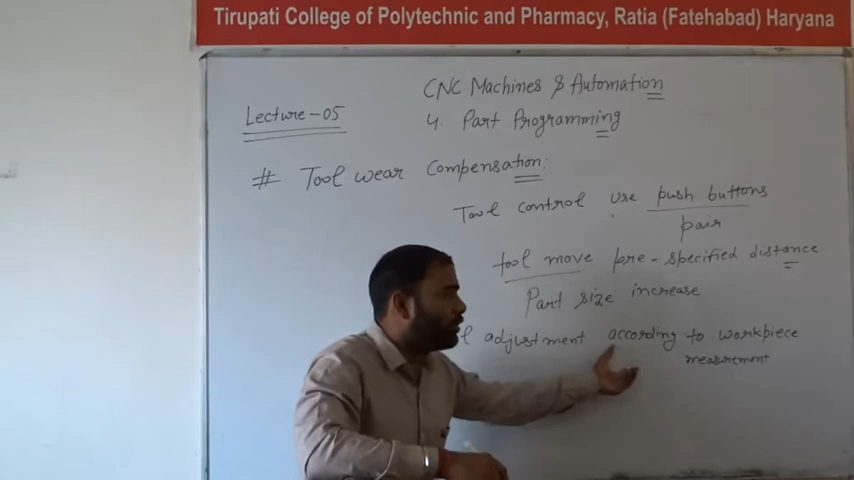 Tirupati College of Polytechnic and Pharmacy, Ratia (Fatehabad) Haryana
CNC Machines & Automation
Lecture-05
4. Part Programming
# Tool wear Compensation:
Tool control use push buttons
pair
tool move pre-specified distance
Part size increase
adjustment according to workpiece
measurement